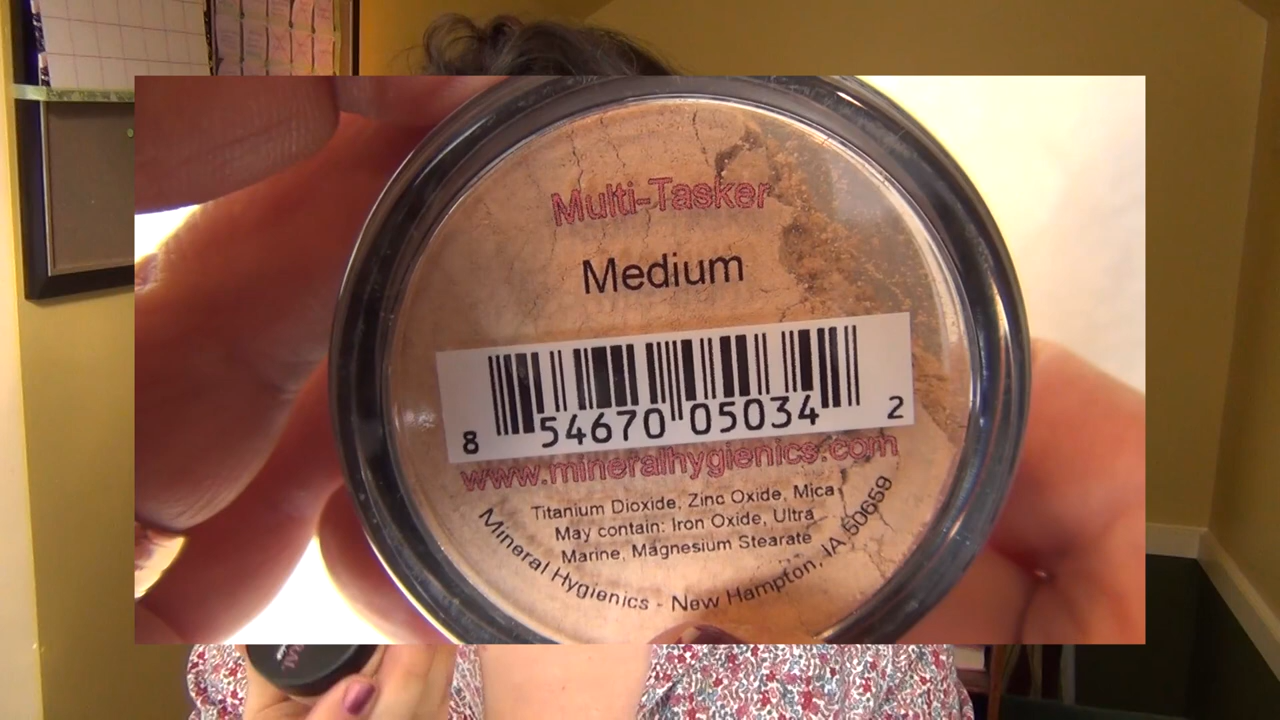 Multi-Tasker
Medium
8 54670 05034 2
www.mineralhygienics.com
Titanium Dioxide, Zinc Oxide, Mica
May contain: Iron Oxide, Ultra
Marine, Magnesium Stearate
Mineral Hygienics - New Hampton, IA 50659